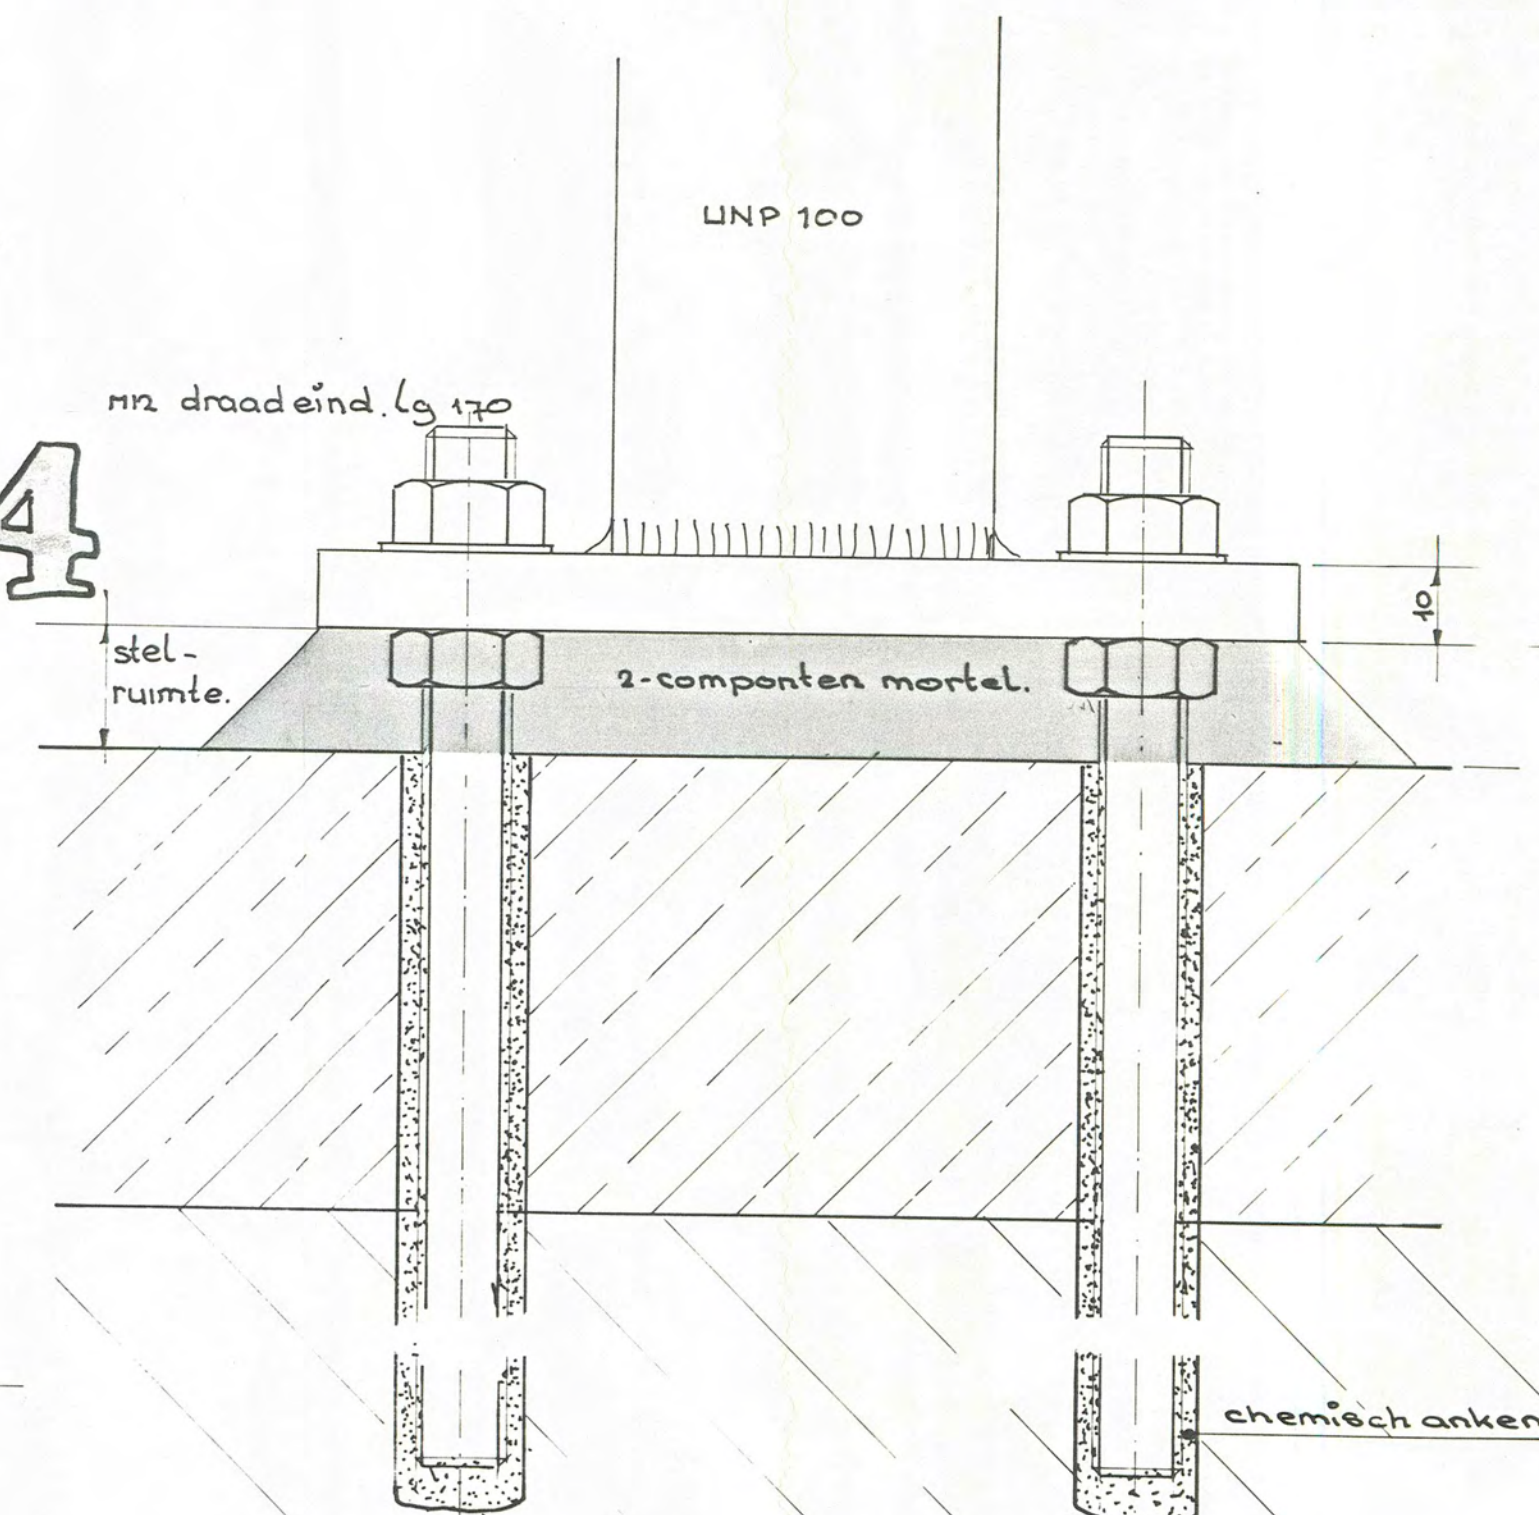 UNP 100
M12 draadeind. lg 170
4
stel-
ruimte.
2-componten mortel.
10
chemisch anker